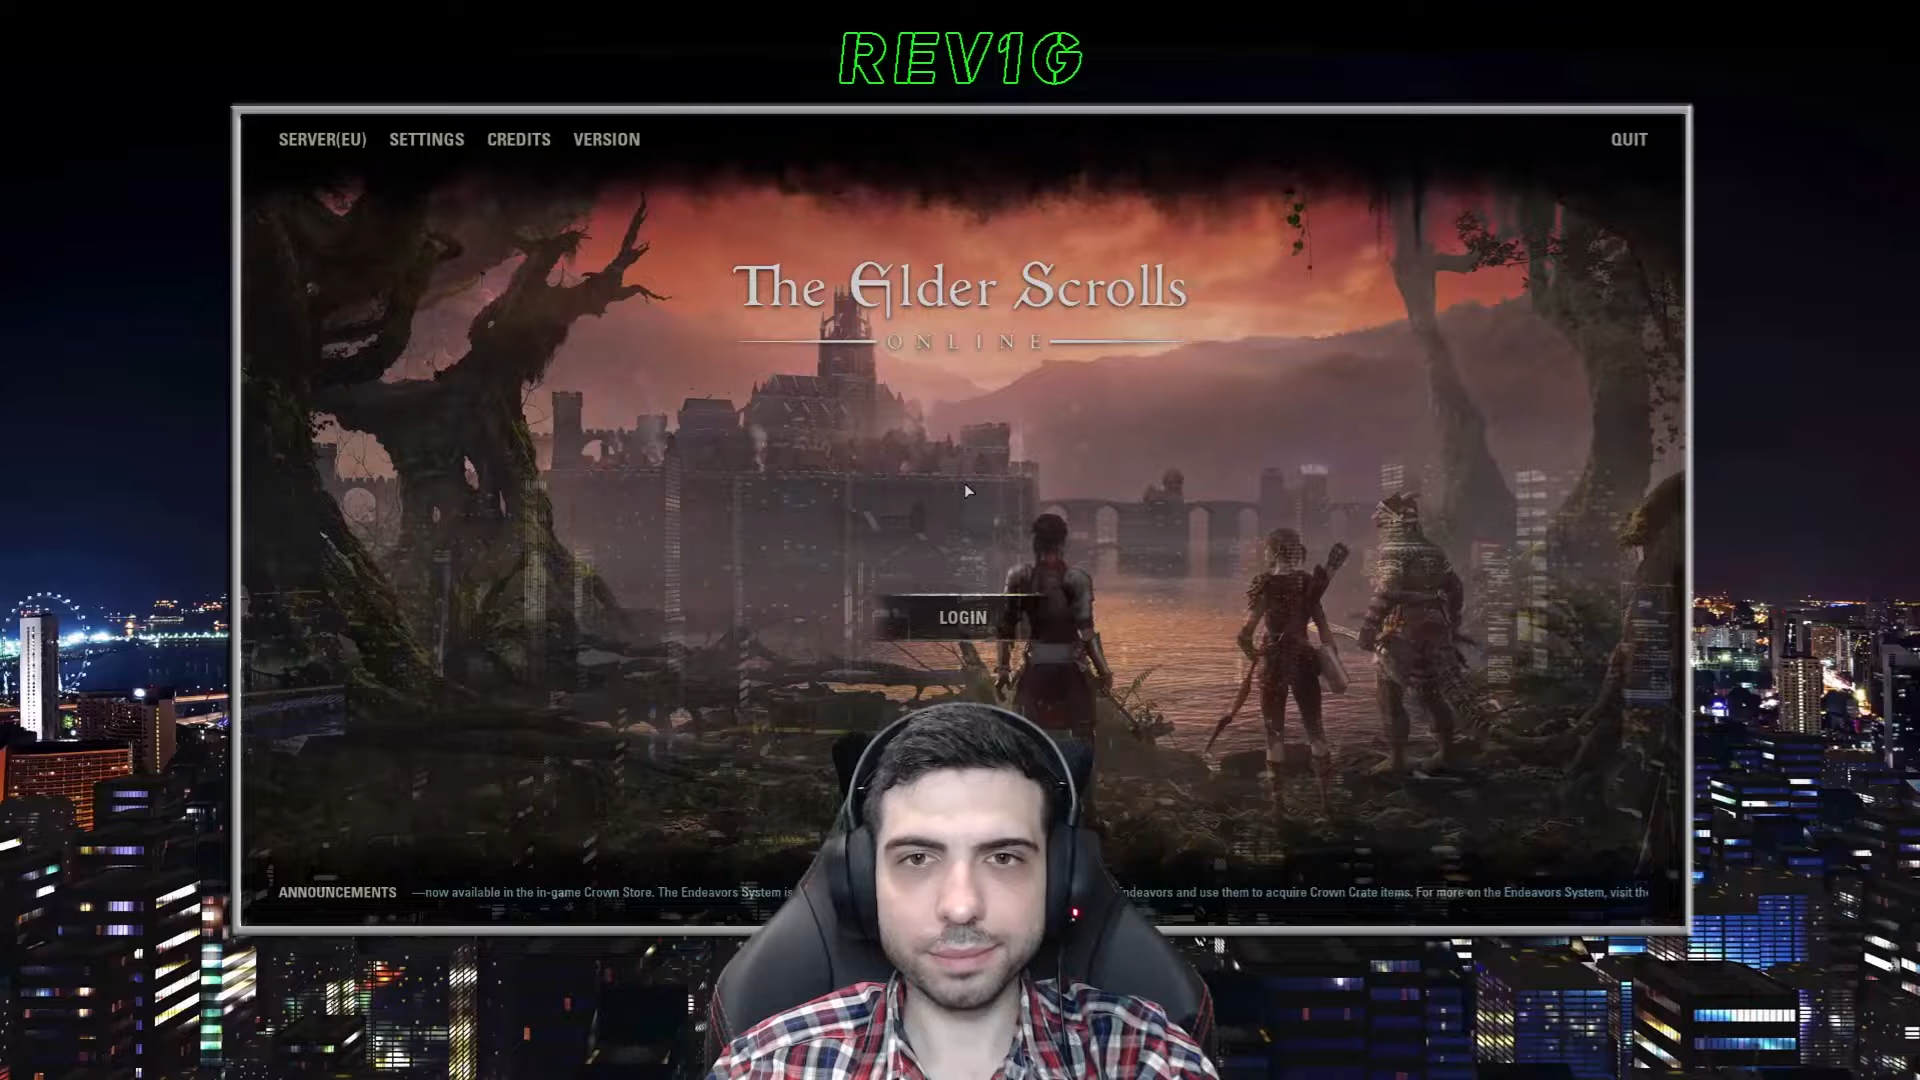 REV1G
SERVER(EU) SETTINGS CREDITS VERSION QUIT
The Elder Scrolls
ONLINE
LOGIN
ANNOUNCEMENTS —now available in the in-game Crown Store. The Endeavors System is
ndeavors and use them to acquire Crown Crate items. For more on the Endeavors System, visit the